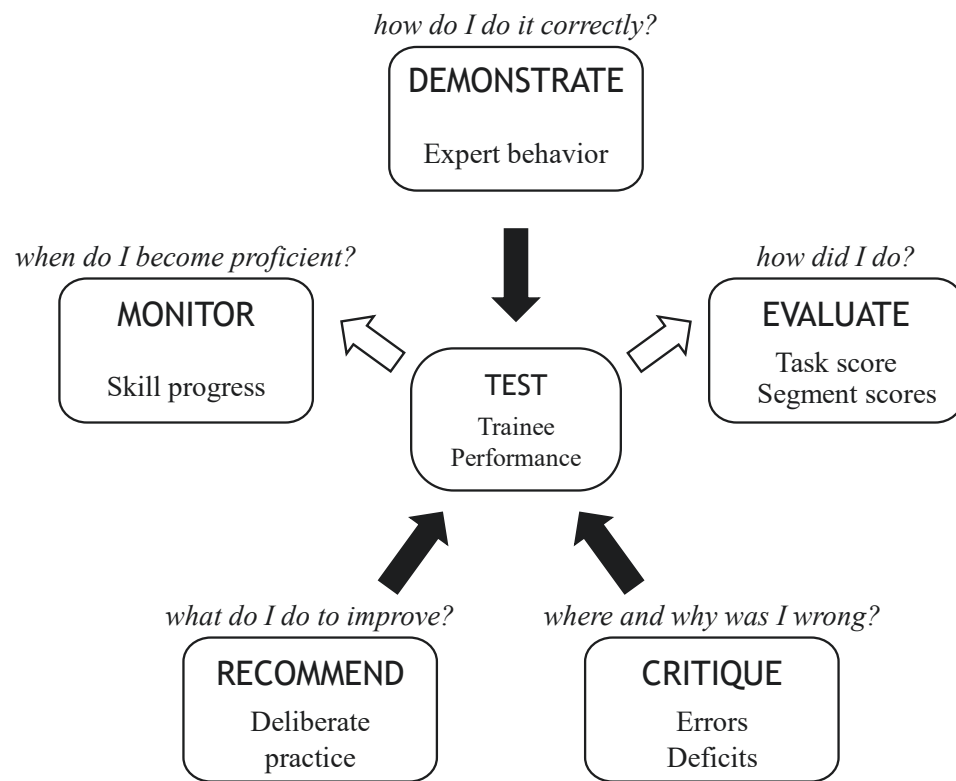 how do I do it correctly?
DEMONSTRATE
Expert behavior
when do I become proficient?
MONITOR
Skill progress
how did I do?
EVALUATE
Task score
Segment scores
TEST
Trainee
Performance
what do I do to improve?
RECOMMEND
Deliberate
practice
where and why was I wrong?
CRITIQUE
Errors
Deficits